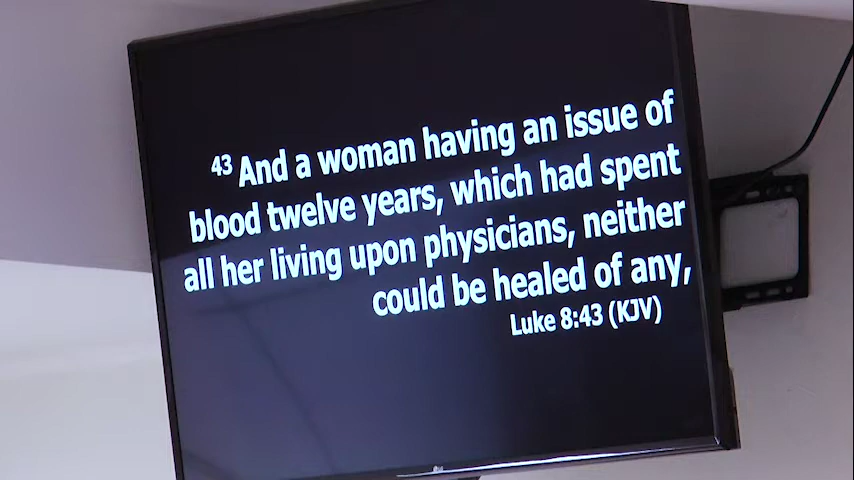 43 And a woman having an issue of
blood twelve years, which had spent
all her living upon physicians, neither
could be healed of any,
Luke 8:43 (KJV)